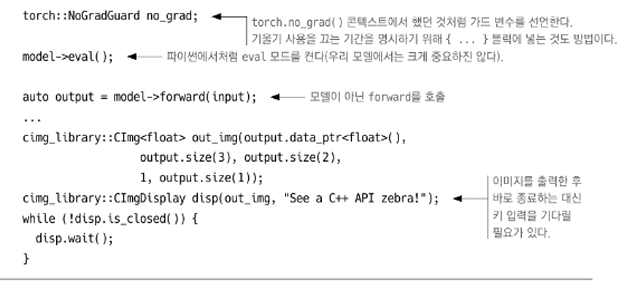 torch::NoGradGuard no_grad;
torch.no_grad() 콘텍스트에서 했던 것처럼 가드 변수를 선언한다.
기울기 사용을 끄는 기간을 명시하기 위해 { ... } 블럭에 넣는 것도 방법이다.
model->eval();
파이썬에서처럼 eval 모드를 켠다(우리 모델에서는 크게 중요하진 않다).
auto output = model->forward(input);
모델이 아닌 forward를 호출
...
cimg_library::CImg<float> out_img(output.data_ptr<float>(),
output.size(3), output.size(2),
1, output.size(1));
cimg_library::CImgDisplay disp(out_img, "See a C++ API zebra!");
while (!disp.is_closed()) {
disp.wait();
}
이미지를 출력한 후
바로 종료하는 대신
키 입력을 기다릴
필요가 있다.